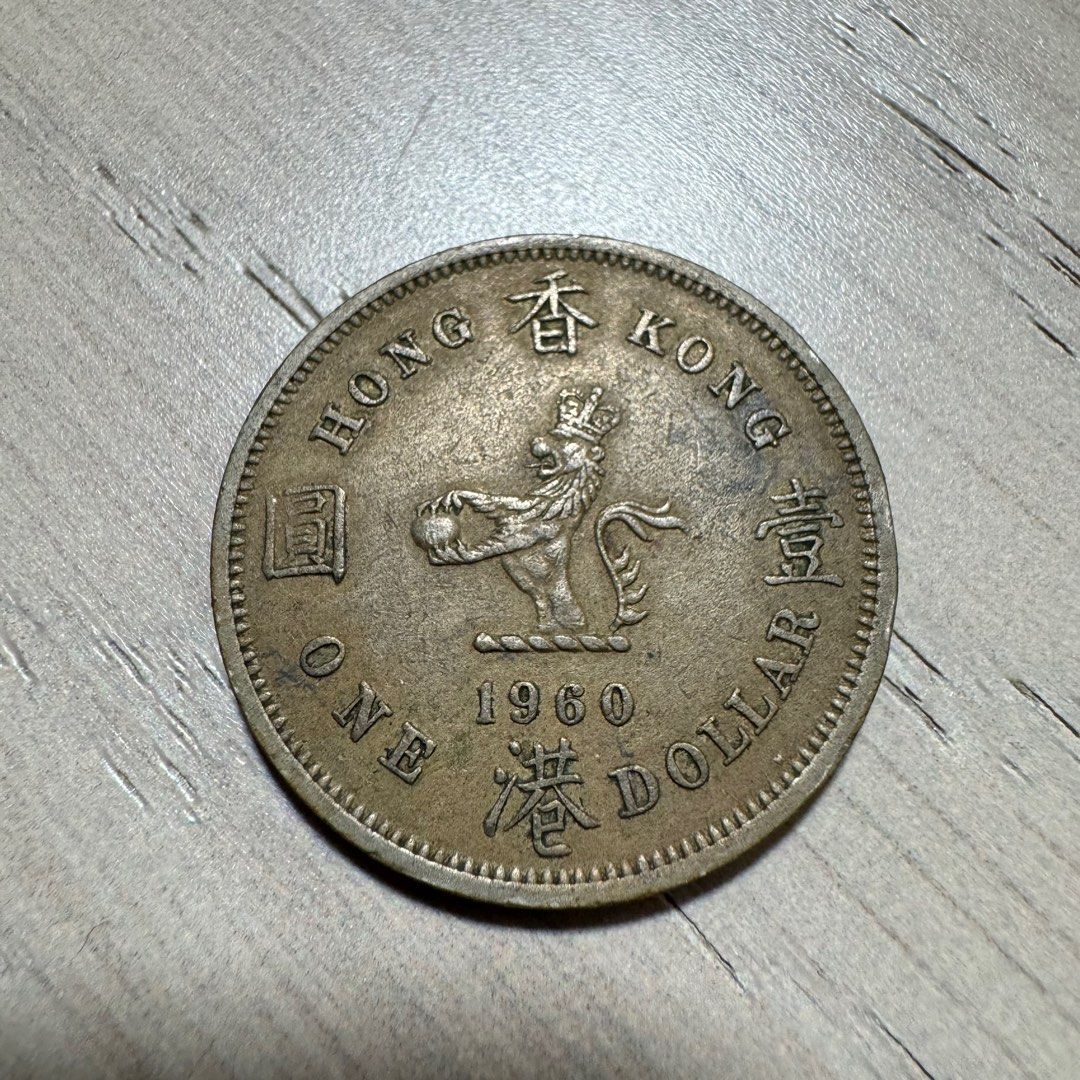 HONG KONG
香
港
壹
圓
1960
ONE DOLLAR